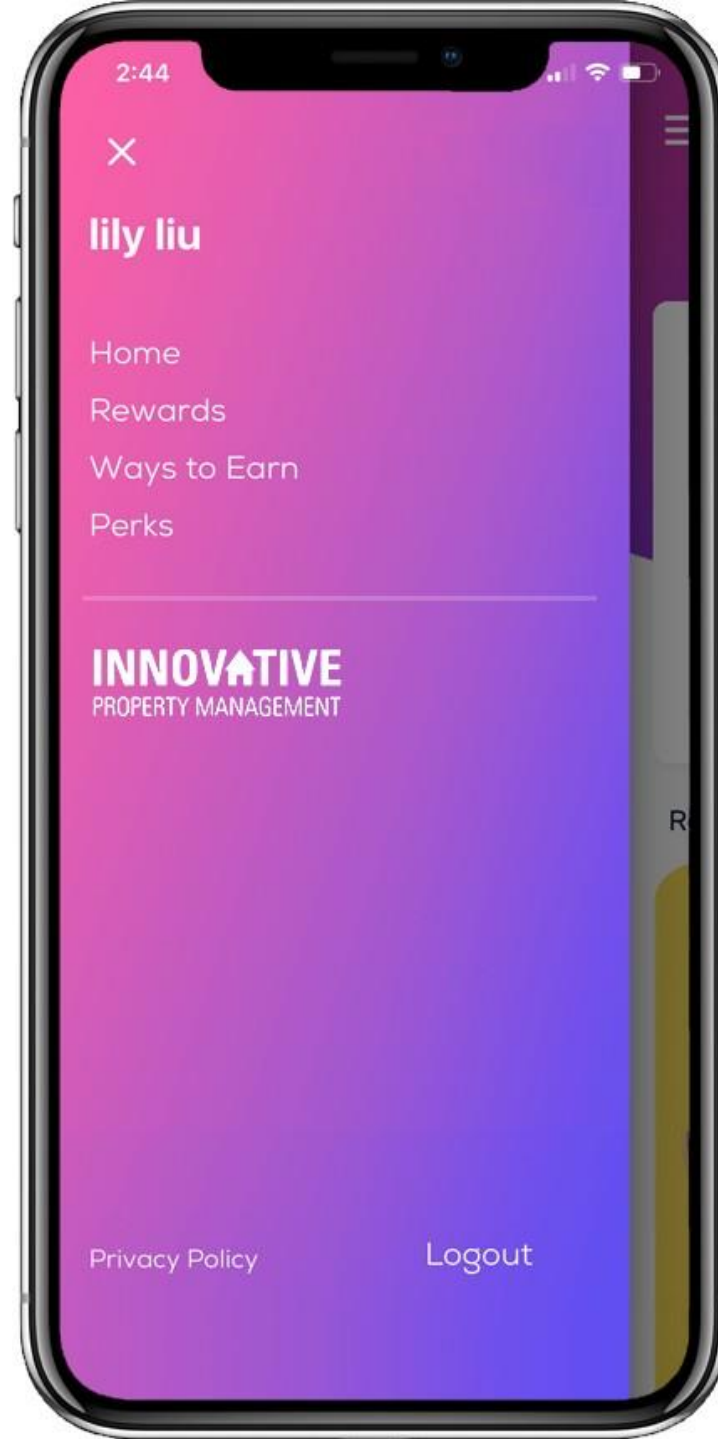 2:44
lily liu
Home
Rewards
Ways to Earn
Perks
INNOVATIVE
PROPERTY MANAGEMENT
Privacy Policy
Logout